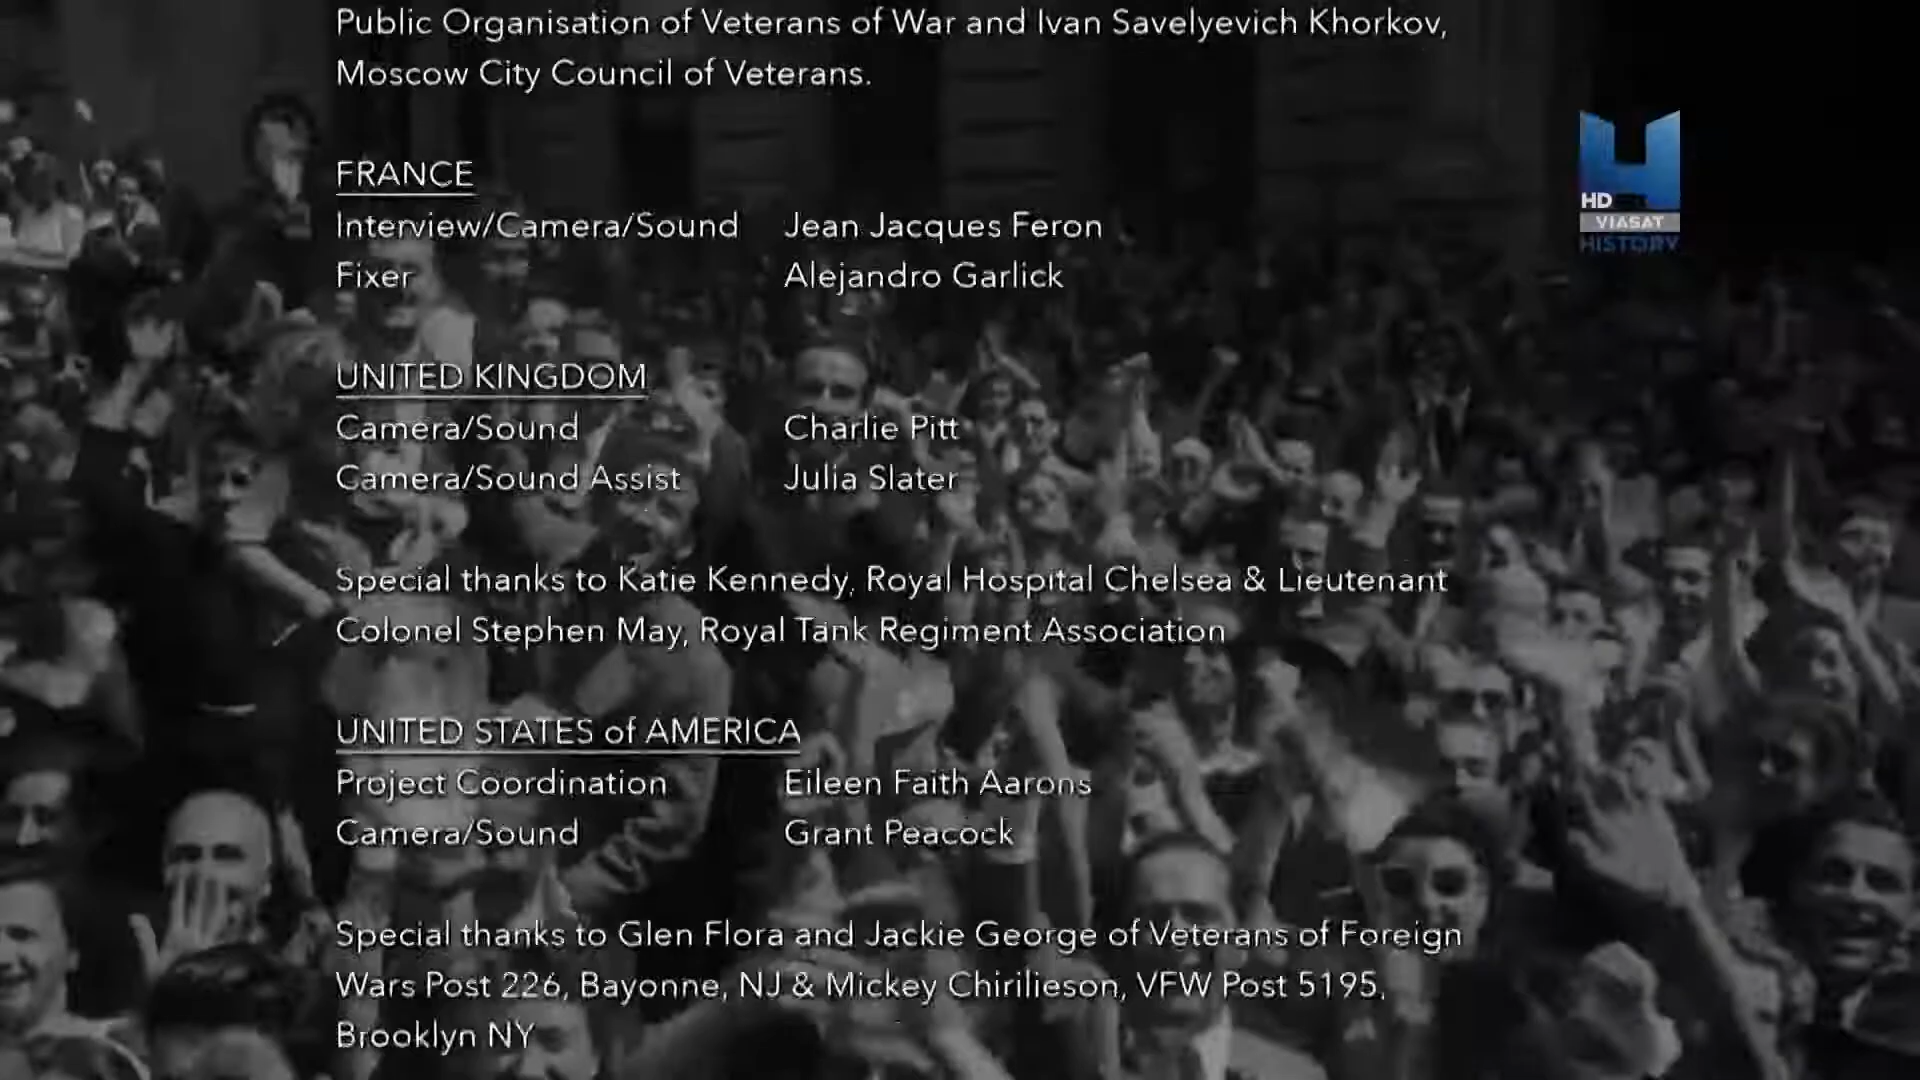 Public Organisation of Veterans of War and Ivan Savelyevich Khorkov,
Moscow City Council of Veterans.
HD
VIASAT
HISTORY
FRANCE
Interview/Camera/Sound Jean Jacques Feron
Fixer Alejandro Garlick
UNITED KINGDOM
Camera/Sound Charlie Pitt
Camera/Sound Assist Julia Slater
Special thanks to Katie Kennedy, Royal Hospital Chelsea & Lieutenant
Colonel Stephen May, Royal Tank Regiment Association
UNITED STATES of AMERICA
Project Coordination Eileen Faith Aarons
Camera/Sound Grant Peacock
Special thanks to Glen Flora and Jackie George of Veterans of Foreign
Wars Post 226, Bayonne, NJ & Mickey Chirilieson, VFW Post 5195,
Brooklyn NY